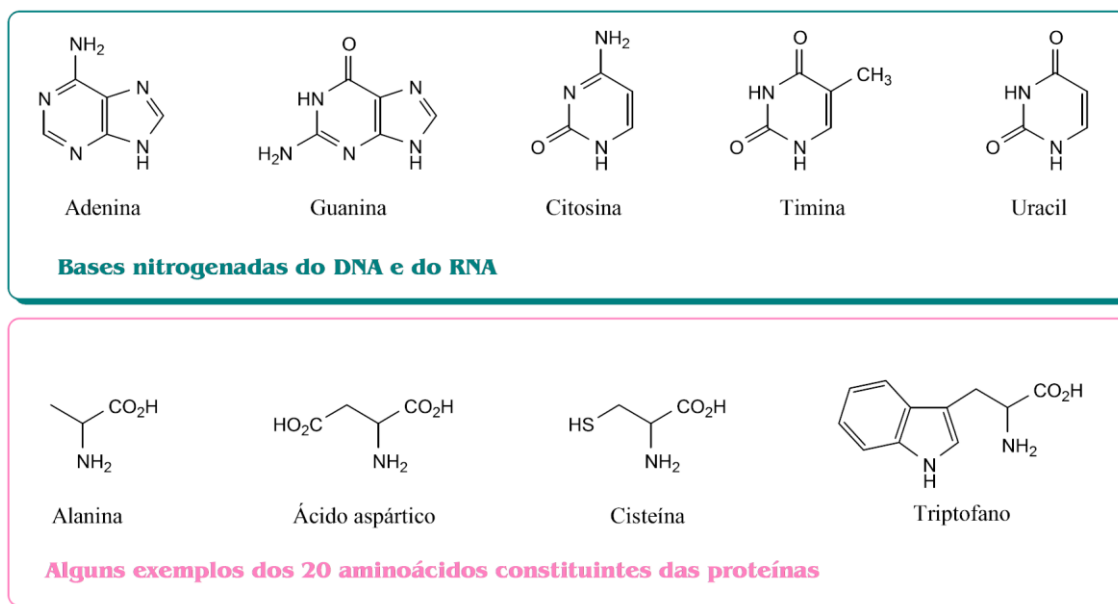 NH₂ O NH₂ O O
N N HN N N HN CH₃ HN
N N H H₂N N N H O N H O N H O N H
Adenina Guanina Citosina Timina Uracil
Bases nitrogenadas do DNA e do RNA
CO₂H HO₂C CO₂H HS CO₂H CO₂H
NH₂ NH₂ NH₂ N H NH₂
Alanina Ácido aspártico Cisteína Triptofano
Alguns exemplos dos 20 aminoácidos constituintes das proteínas